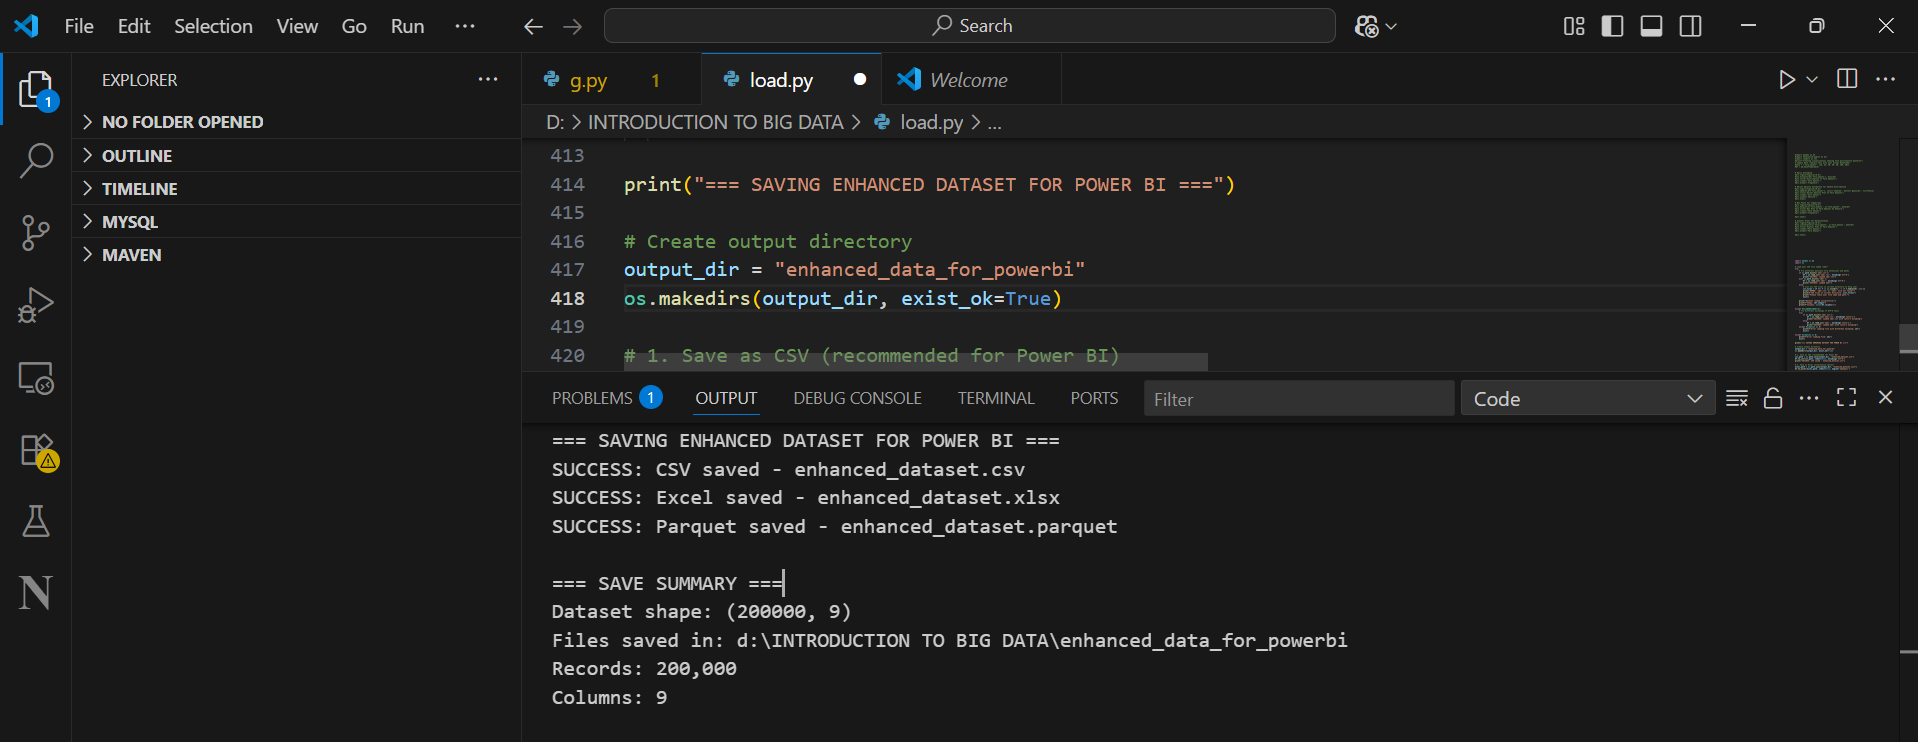 File Edit Selection View Go Run ···
Search
EXPLORER ···
1
NO FOLDER OPENED
OUTLINE
TIMELINE
MYSQL
MAVEN
N
g.py 1 load.py Welcome
D: > INTRODUCTION TO BIG DATA > load.py > ...
413
414 print("=== SAVING ENHANCED DATASET FOR POWER BI ===")
415
416 # Create output directory
417 output_dir = "enhanced_data_for_powerbi"
418 os.makedirs(output_dir, exist_ok=True)
419
420 # 1. Save as CSV (recommended for Power BI)
PROBLEMS 1 OUTPUT DEBUG CONSOLE TERMINAL PORTS Filter Code
=== SAVING ENHANCED DATASET FOR POWER BI ===
SUCCESS: CSV saved - enhanced_dataset.csv
SUCCESS: Excel saved - enhanced_dataset.xlsx
SUCCESS: Parquet saved - enhanced_dataset.parquet
=== SAVE SUMMARY ===
Dataset shape: (200000, 9)
Files saved in: d:\INTRODUCTION TO BIG DATA\enhanced_data_for_powerbi
Records: 200,000
Columns: 9